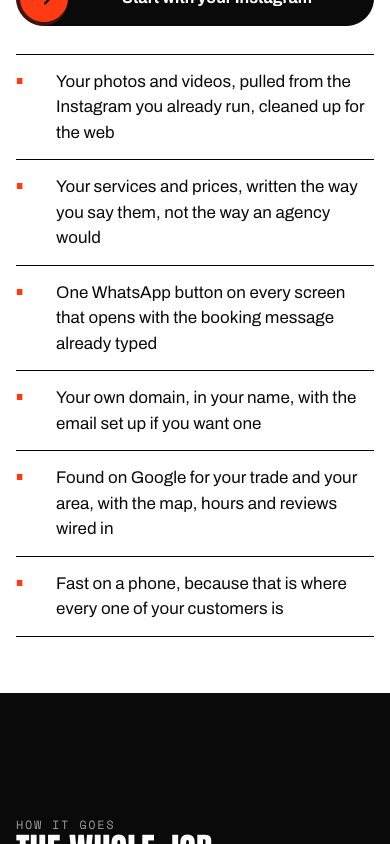 Start with your Instagram
Your photos and videos, pulled from the
Instagram you already run, cleaned up for
the web
Your services and prices, written the way
you say them, not the way an agency
would
One WhatsApp button on every screen
that opens with the booking message
already typed
Your own domain, in your name, with the
email set up if you want one
Found on Google for your trade and your
area, with the map, hours and reviews
wired in
Fast on a phone, because that is where
every one of your customers is
HOW IT GOES
THE WHOLE JOB